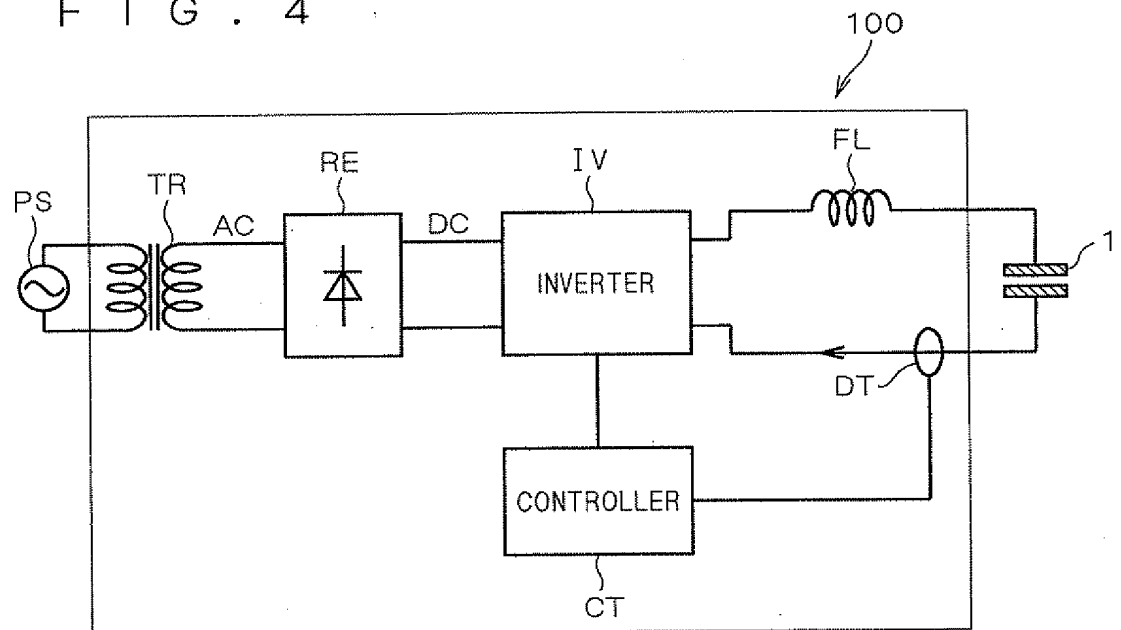 F I G . 4
100
FL
IV
RE
TR
PS
AC
DC
INVERTER
1
DT
CONTROLLER
CT